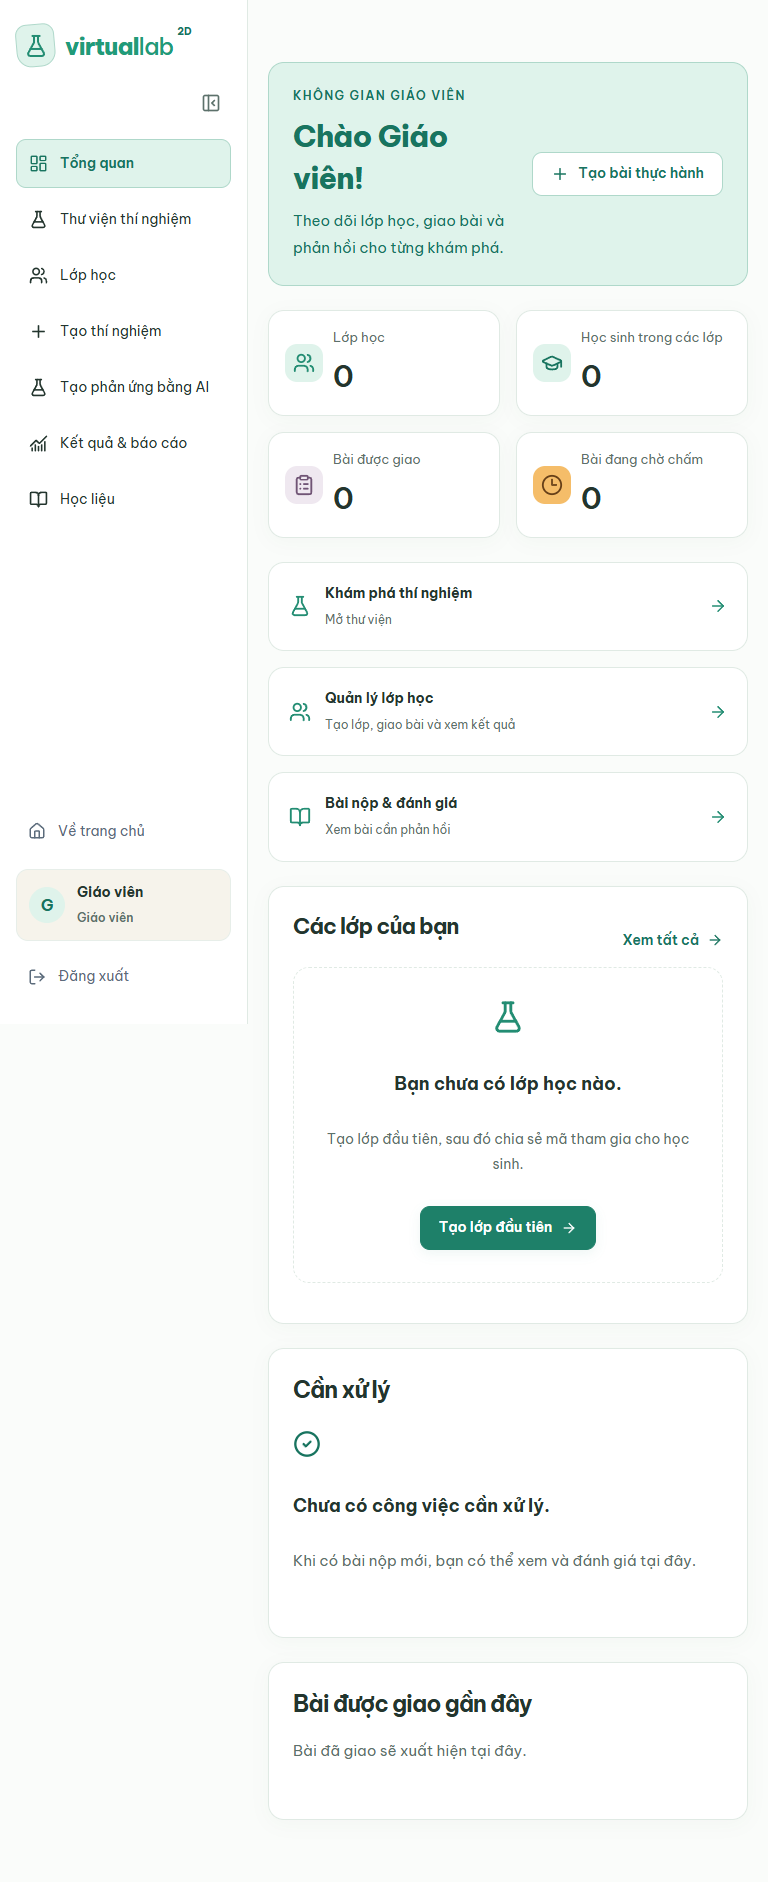 virtuallab 2D
Tổng quan
Thư viện thí nghiệm
Lớp học
Tạo thí nghiệm
Tạo phản ứng bằng AI
Kết quả & báo cáo
Học liệu
Về trang chủ
G
Giáo viên
Giáo viên
Đăng xuất
KHÔNG GIAN GIÁO VIÊN
Chào Giáo
viên!
Theo dõi lớp học, giao bài và
phản hồi cho từng khám phá.
Tạo bài thực hành
Lớp học
0
Học sinh trong các lớp
0
Bài được giao
0
Bài đang chờ chấm
0
Khám phá thí nghiệm
Mở thư viện
Quản lý lớp học
Tạo lớp, giao bài và xem kết quả
Bài nộp & đánh giá
Xem bài cần phản hồi
Các lớp của bạn
Xem tất cả
Bạn chưa có lớp học nào.
Tạo lớp đầu tiên, sau đó chia sẻ mã tham gia cho học
sinh.
Tạo lớp đầu tiên
Cần xử lý
Chưa có công việc cần xử lý.
Khi có bài nộp mới, bạn có thể xem và đánh giá tại đây.
Bài được giao gần đây
Bài đã giao sẽ xuất hiện tại đây.